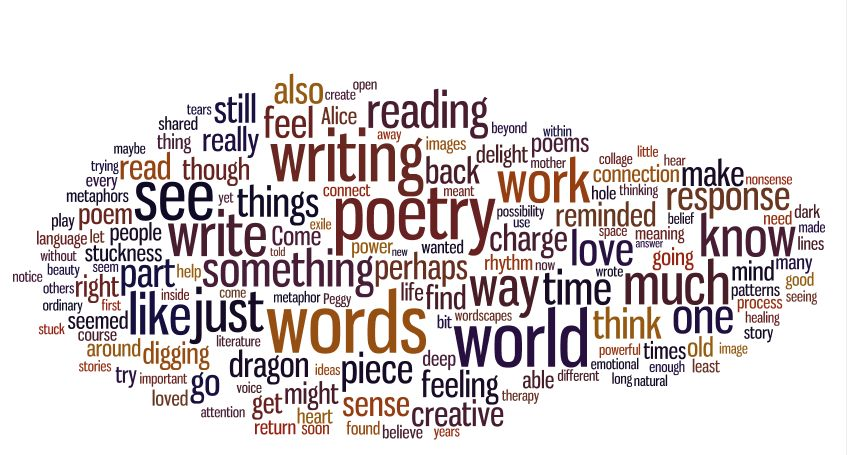 also create open
tears still feel Alice reading
shared away beyond
thing really writing images delight poems within
maybe mother collage little hear
trying read though back work connection make nonsense
every metaphors see yet things connect meant hole thinking response
play poem exile poetry possibility reminded belief need dark
language let people write Come power use space meaning know made
without stuckness told new wanted charge love answer going lines
beauty seem part help something perhaps rhythm now wrote mind many
notice others right inside come metaphor Peggy life find way time much patterns good
ordinary first like just words bit wordscapes world think one process seeing
stuck seemed course literature healing story
around digging dragon ideas piece deep powerful times old image
stories try important go voice feeling able different emotional enough least
loved get might sense creative therapy long natural
attention heart
return soon found believe years